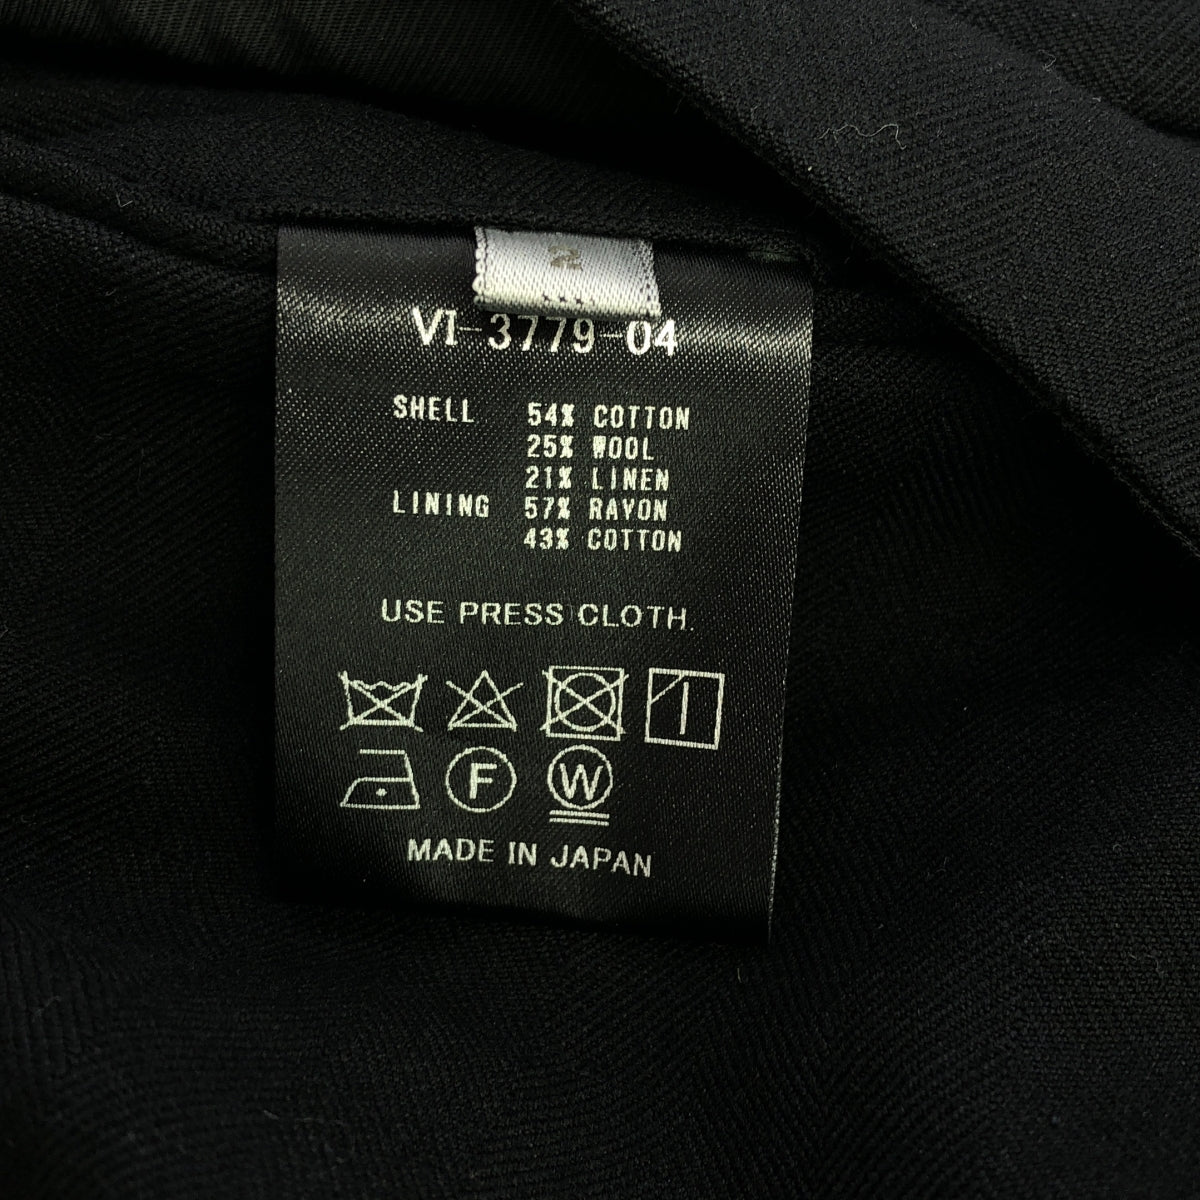 2
VI-3779-04
SHELL 54% COTTON
25% WOOL
21% LINEN
LINING 57% RAYON
43% COTTON
USE PRESS CLOTH.
F W
MADE IN JAPAN